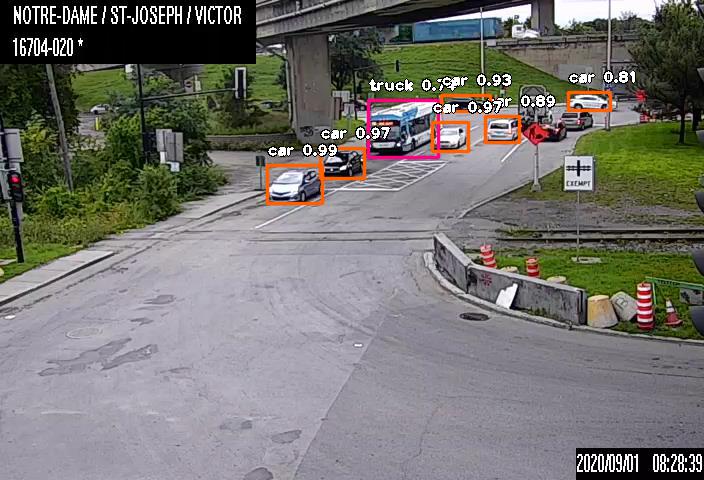 NOTRE-DAME / ST-JOSEPH / VICTOR
16704-020 *
car 0.81
car 0.93
truck 0.7
car 0.97
ar 0.89
car 0.97
car 0.99
EXEMPT
2020/09/01 08:28:39